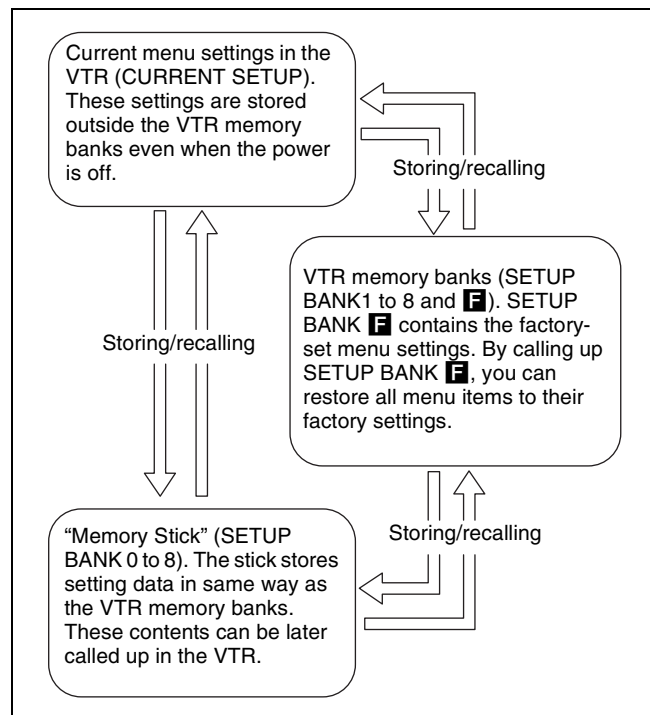 Current menu settings in the
VTR (CURRENT SETUP).
These settings are stored
outside the VTR memory
banks even when the power
is off.
Storing/recalling
VTR memory banks (SETUP
BANK1 to 8 and F). SETUP
BANK F contains the factory-
set menu settings. By calling up
SETUP BANK F, you can
restore all menu items to their
factory settings.
Storing/recalling
Storing/recalling
“Memory Stick” (SETUP
BANK 0 to 8). The stick stores
setting data in same way as
the VTR memory banks.
These contents can be later
called up in the VTR.